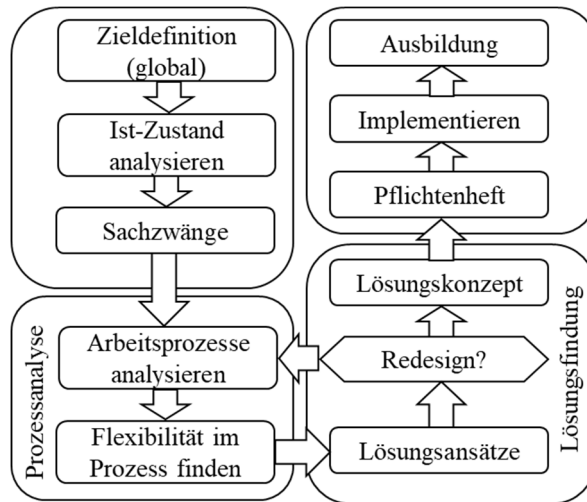 Zieldefinition
(global)
Ist-Zustand
analysieren
Sachzwänge
Prozessanalyse
Arbeitsprozesse
analysieren
Flexibilität im
Prozess finden
Ausbildung
Implementieren
Pflichtenheft
Lösungskonzept
Redesign?
Lösungsansätze
Lösungsfindung